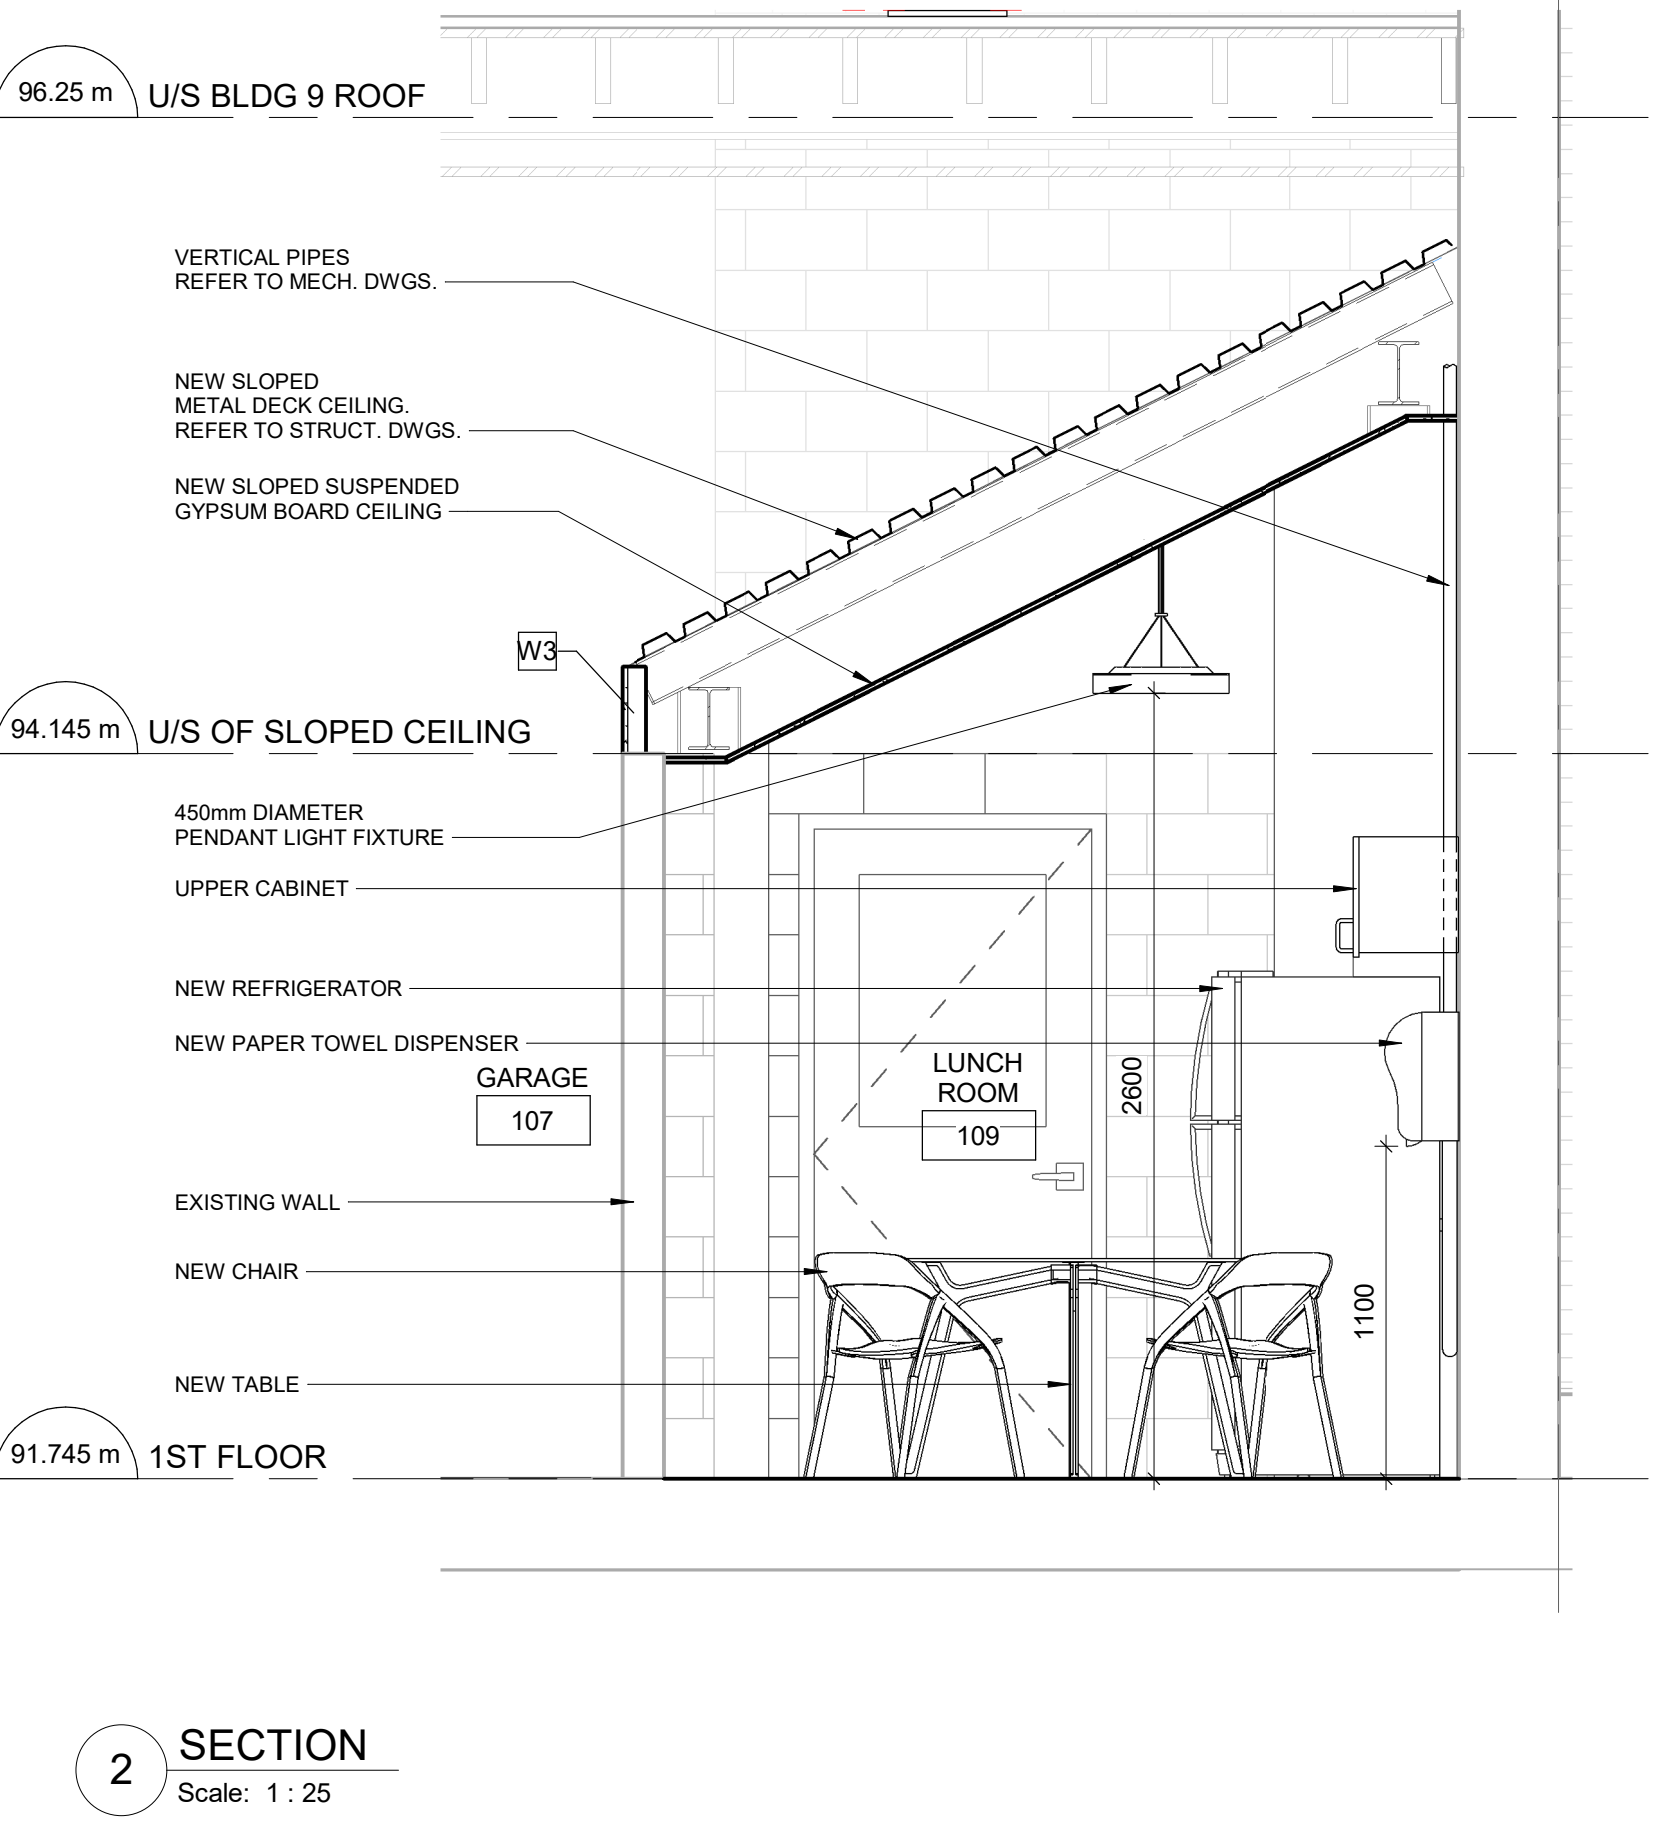 96.25 m
U/S BLDG 9 ROOF
VERTICAL PIPES
REFER TO MECH. DWGS.
NEW SLOPED
METAL DECK CEILING.
REFER TO STRUCT. DWGS.
NEW SLOPED SUSPENDED
GYPSUM BOARD CEILING
W3
94.145 m
U/S OF SLOPED CEILING
450mm DIAMETER
PENDANT LIGHT FIXTURE
UPPER CABINET
NEW REFRIGERATOR
NEW PAPER TOWEL DISPENSER
GARAGE
107
LUNCH
ROOM
109
2600
EXISTING WALL
NEW CHAIR
1100
NEW TABLE
91.745 m
1ST FLOOR
2
SECTION
Scale: 1 : 25